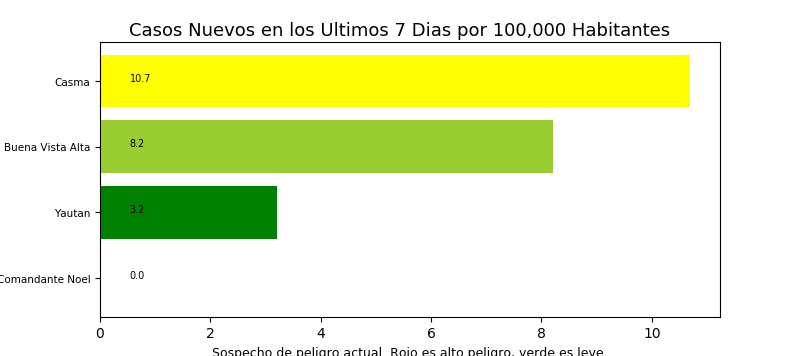 Casos Nuevos en los Ultimos 7 Dias por 100,000 Habitantes
Casma 10.7
Buena Vista Alta 8.2
Yautan 3.2
Comandante Noel 0.0
0 2 4 6 8 10
Sospecho de peligro actual. Rojo es alto peligro, verde es leve